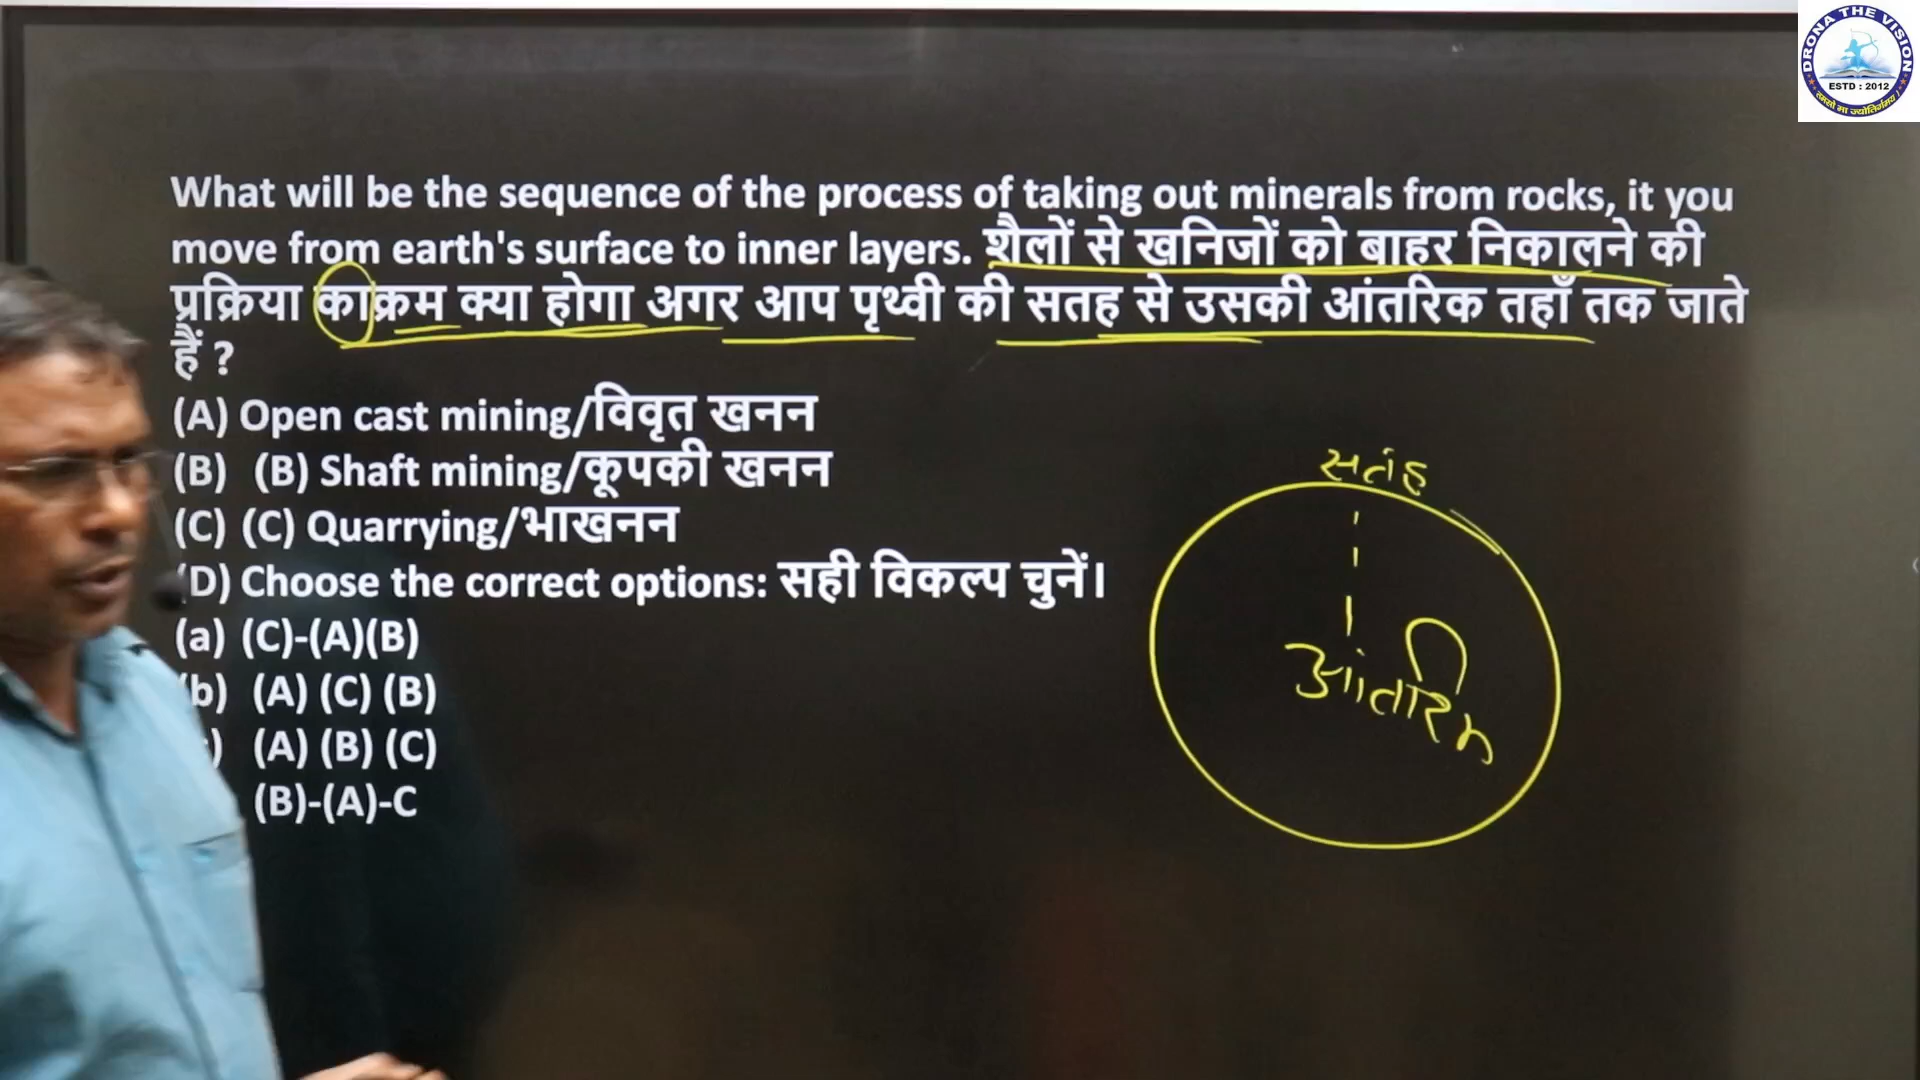 DRONA THE VISION
ESTD : 2012
तमसो मा ज्योतिर्गमय।
What will be the sequence of the process of taking out minerals from rocks, it you
move from earth's surface to inner layers. शैलों से खनिजों को बाहर निकालने की
प्रक्रिया काक्रम क्या होगा अगर आप पृथ्वी की सतह से उसकी आंतरिक तहाँ तक जाते
हैं ?
(A) Open cast mining/विवृत खनन
(B) (B) Shaft mining/कूपकी खनन
(C) (C) Quarrying/भाखनन
(D) Choose the correct options: सही विकल्प चुनें।
(a) (C)-(A)(B)
(b) (A) (C) (B)
) (A) (B) (C)
(B)-(A)-C
सतह
आंतरिक